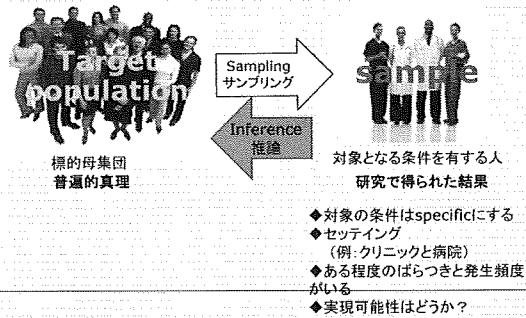 Target
population
Sampling
サンプリング
sample
Inference
推論
標的母集団
普遍的真理
対象となる条件を有する人
研究で得られた結果
◆対象の条件はspecificにする
◆セッテイング
(例:クリニックと病院)
◆ある程度のばらつきと発生頻度
がいる
◆実現可能性はどうか？